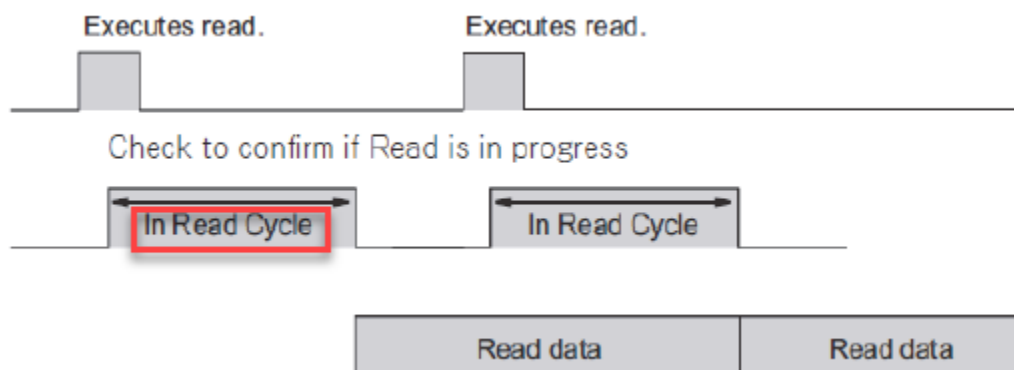 Executes read. Executes read.
Check to confirm if Read is in progress
In Read Cycle In Read Cycle
Read data Read data